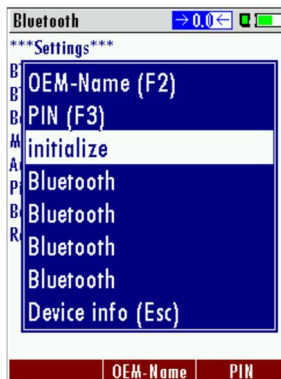 Bluetooth →0.0←
***Settings***
OEM-Name (F2)
PIN (F3)
initialize
Bluetooth
Bluetooth
Bluetooth
Bluetooth
Device info (Esc)
OEM-Name PIN